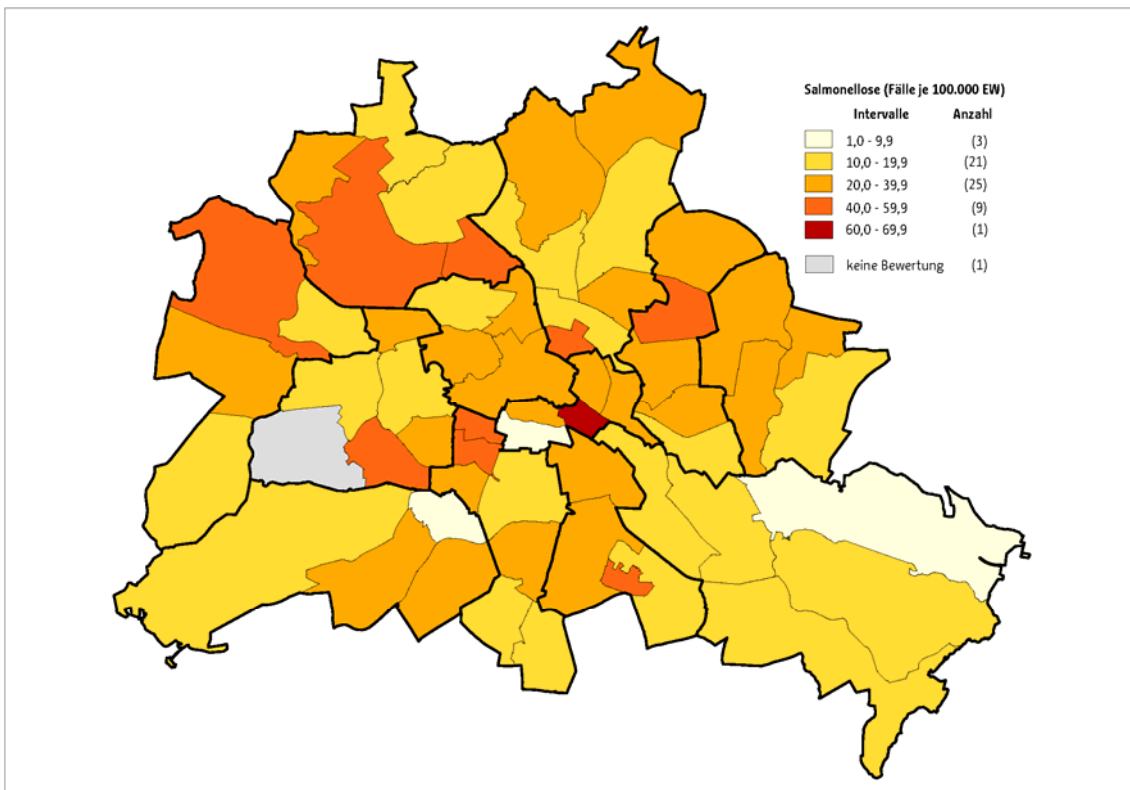 Salmonellose (Fälle je 100.000 EW)
Intervalle Anzahl
1,0 - 9,9 (3)
10,0 - 19,9 (21)
20,0 - 39,9 (25)
40,0 - 59,9 (9)
60,0 - 69,9 (1)
keine Bewertung (1)